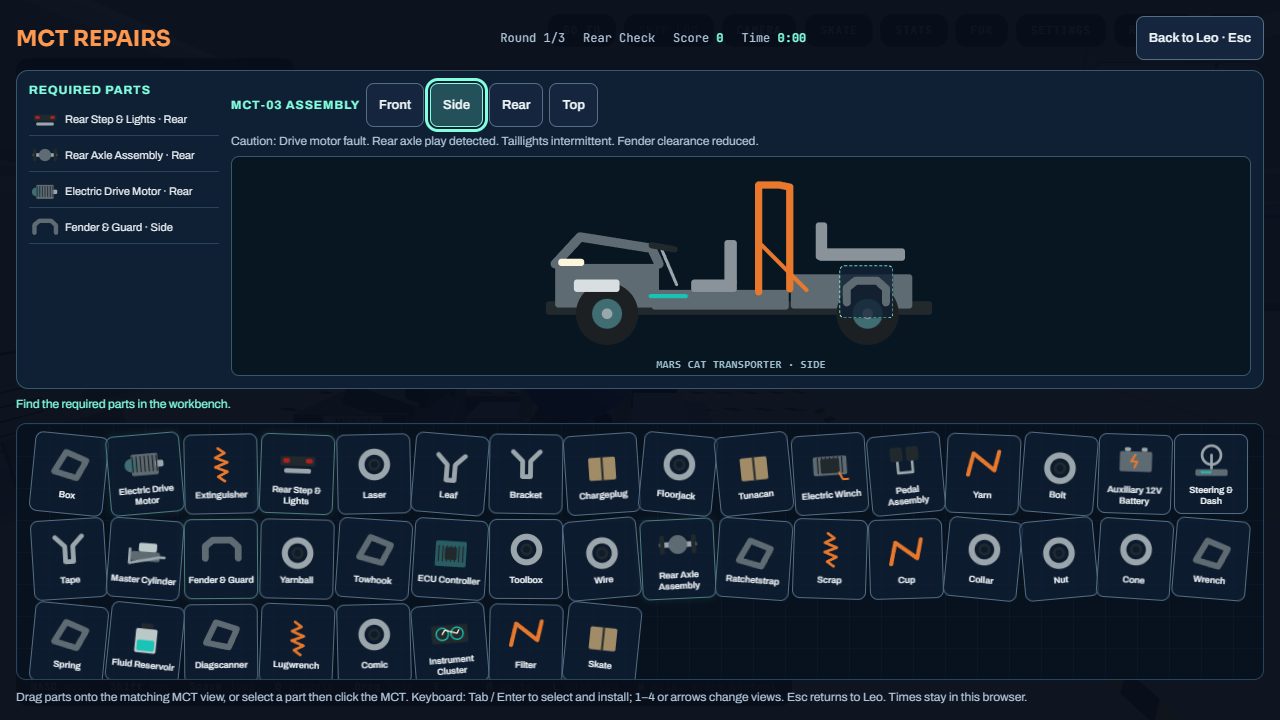 MCT REPAIRS
Round 1/3 Rear Check Score 0 Time 0:00
Back to Leo · Esc
REQUIRED PARTS
Rear Step & Lights · Rear
Rear Axle Assembly · Rear
Electric Drive Motor · Rear
Fender & Guard · Side
MCT-03 ASSEMBLY
Front
Side
Rear
Top
Caution: Drive motor fault. Rear axle play detected. Taillights intermittent. Fender clearance reduced.
MARS CAT TRANSPORTER · SIDE
Find the required parts in the workbench.
Box
Electric Drive
Motor
Extinguisher
Rear Step &
Lights
Laser
Leaf
Bracket
Chargeplug
Floorjack
Tunacan
Electric Winch
Pedal
Assembly
Yarn
Bolt
Auxiliary 12V
Battery
Steering &
Dash
Tape
Master Cylinder
Fender & Guard
Yarnball
Towhook
ECU Controller
Toolbox
Wire
Rear Axle
Assembly
Ratchetstrap
Scrap
Cup
Collar
Nut
Cone
Wrench
Spring
Fluid Reservoir
Diagscanner
Lugwrench
Comic
Instrument
Cluster
Filter
Skate
Drag parts onto the matching MCT view, or select a part then click the MCT. Keyboard: Tab / Enter to select and install; 1–4 or arrows change views. Esc returns to Leo. Times stay in this browser.